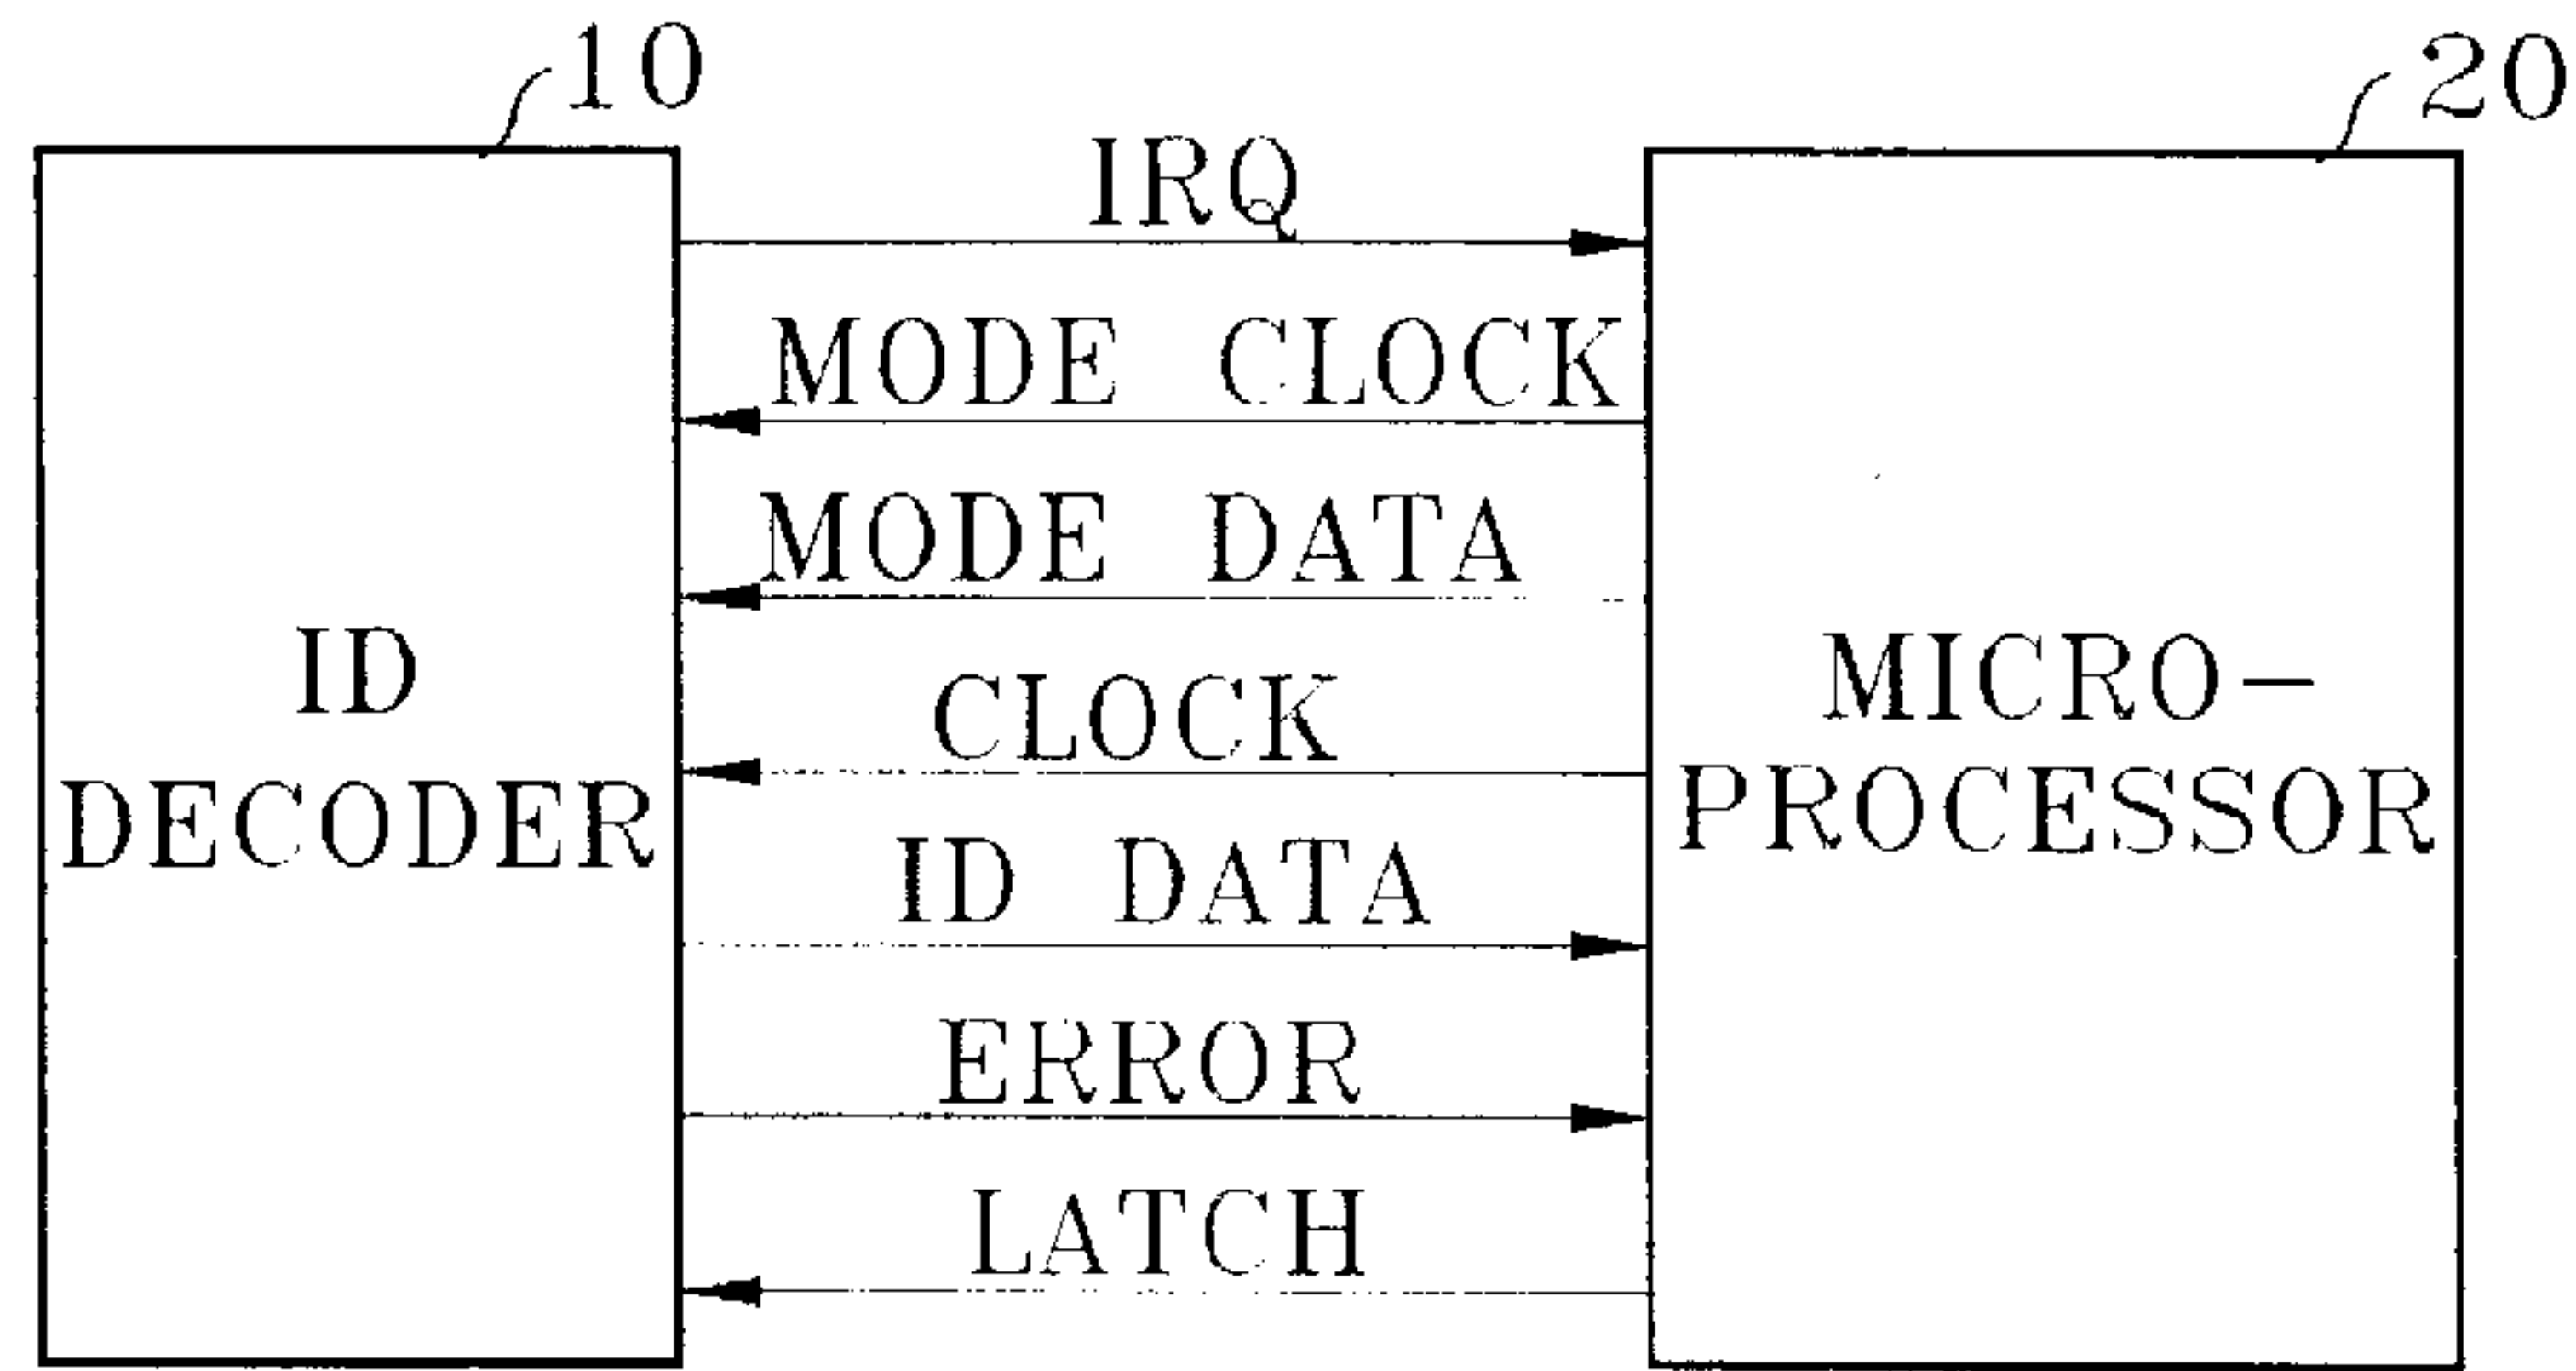 10
20
IRQ
MODE CLOCK
MODE DATA
CLOCK
ID DATA
ERROR
LATCH
ID
DECODER
MICRO-
PROCESSOR